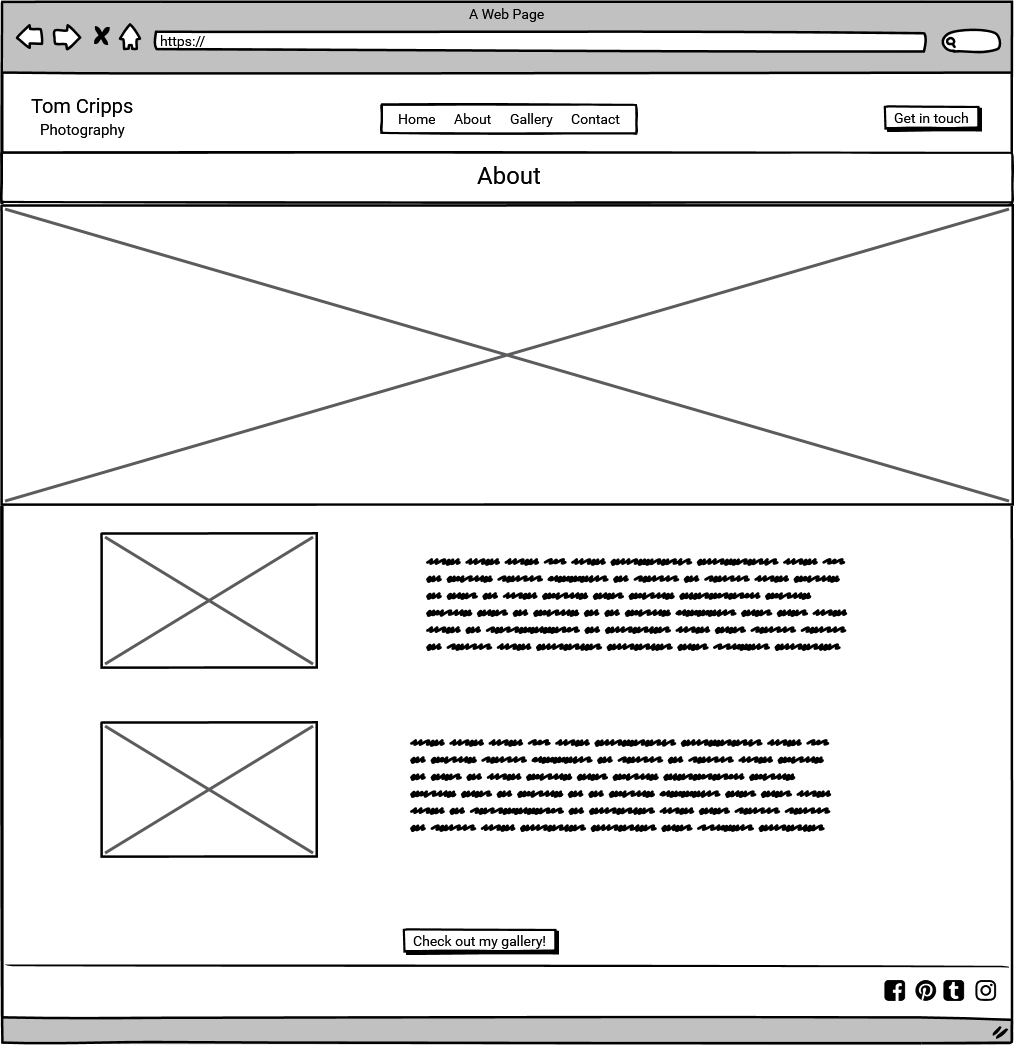 A Web Page
https://
Tom Cripps
Photography
Home About Gallery Contact
Get in touch
About
Check out my gallery!